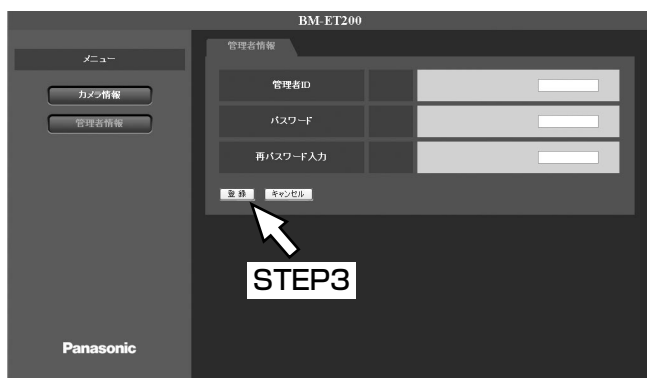 BM-ET200
メニュー
カメラ情報
管理者情報
管理者情報
管理者ID
パスワード
再パスワード入力
登 録
キャンセル
STEP3
Panasonic